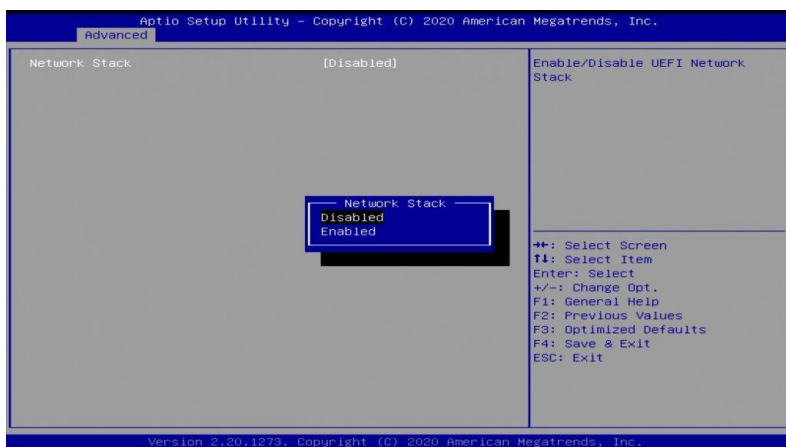 Aptio Setup Utility – Copyright (C) 2020 American Megatrends, Inc.
Advanced
Network Stack [Disabled]
Enable/Disable UEFI Network
Stack
Network Stack
Disabled
Enabled
→←: Select Screen
↑↓: Select Item
Enter: Select
+/-: Change Opt.
F1: General Help
F2: Previous Values
F3: Optimized Defaults
F4: Save & Exit
ESC: Exit
Version 2.20.1273. Copyright (C) 2020 American Megatrends, Inc.